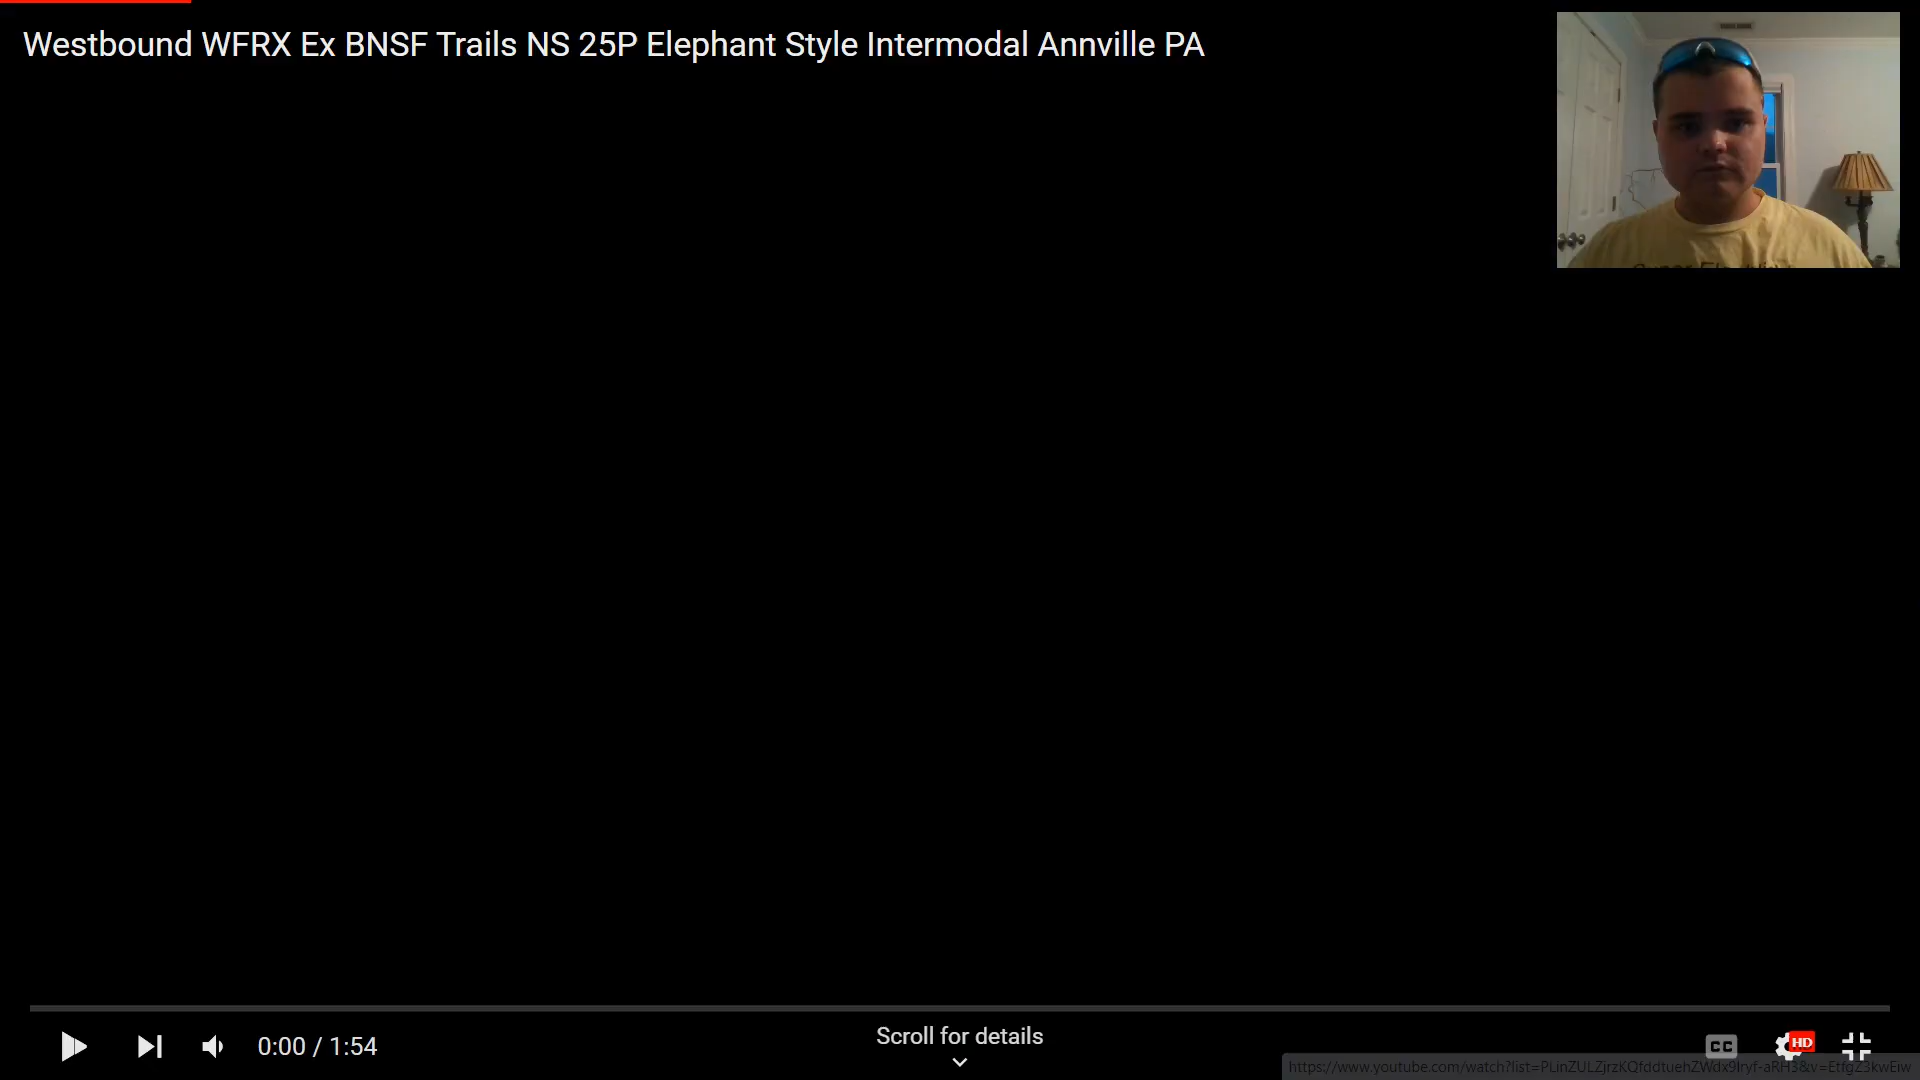 Westbound WFRX Ex BNSF Trails NS 25P Elephant Style Intermodal Annville PA
0:00 / 1:54
Scroll for details
CC
HD